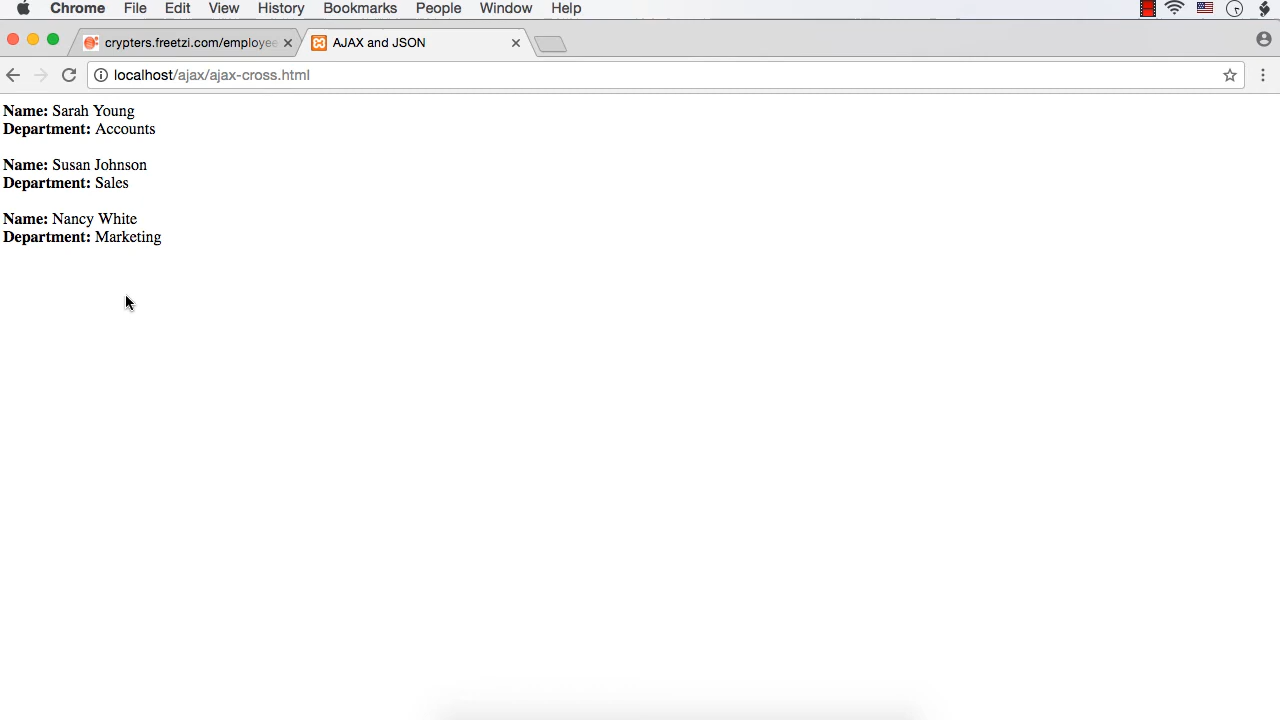 Chrome File Edit View History Bookmarks People Window Help
crypters.freetzi.com/employee AJAX and JSON
localhost/ajax/ajax-cross.html
Name: Sarah Young
Department: Accounts
Name: Susan Johnson
Department: Sales
Name: Nancy White
Department: Marketing